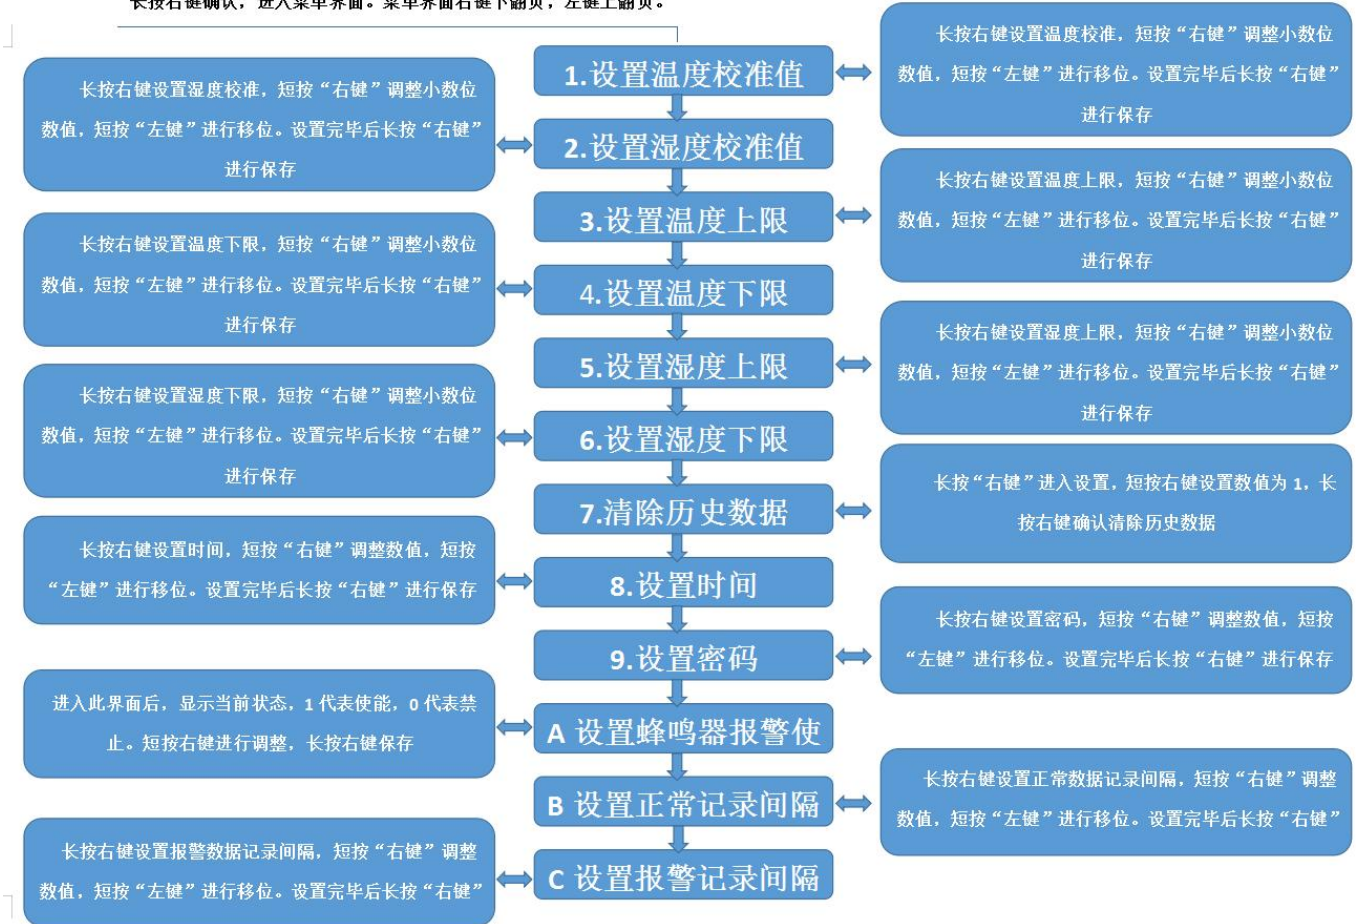 长按右键确认，进入菜单界面。菜单界面右键下翻页，左键上翻页。
1.设置温度校准值
长按右键设置温度校准，短按“右键”调整小数位
数值，短按“左键”进行移位。设置完毕后长按“右键”
进行保存
2.设置湿度校准值
长按右键设置湿度校准，短按“右键”调整小数位
数值，短按“左键”进行移位。设置完毕后长按“右键”
进行保存
3.设置温度上限
长按右键设置温度上限，短按“右键”调整小数位
数值，短按“左键”进行移位。设置完毕后长按“右键”
进行保存
4.设置温度下限
长按右键设置温度下限，短按“右键”调整小数位
数值，短按“左键”进行移位。设置完毕后长按“右键”
进行保存
5.设置湿度上限
长按右键设置湿度上限，短按“右键”调整小数位
数值，短按“左键”进行移位。设置完毕后长按“右键”
进行保存
6.设置湿度下限
长按右键设置湿度下限，短按“右键”调整小数位
数值，短按“左键”进行移位。设置完毕后长按“右键”
进行保存
7.清除历史数据
长按“右键”进入设置，短按右键设置数值为 1，长
按右键确认清除历史数据
8.设置时间
长按右键设置时间，短按“右键”调整数值，短按
“左键”进行移位。设置完毕后长按“右键”进行保存
9.设置密码
长按右键设置密码，短按“右键”调整数值，短按
“左键”进行移位。设置完毕后长按“右键”进行保存
A 设置蜂鸣器报警使
进入此界面后，显示当前状态，1 代表使能，0 代表禁
止。短按右键进行调整，长按右键保存
B 设置正常记录间隔
长按右键设置正常数据记录间隔，短按“右键”调整
数值，短按“左键”进行移位。设置完毕后长按“右键”
C 设置报警记录间隔
长按右键设置报警数据记录间隔，短按“右键”调整
数值，短按“左键”进行移位。设置完毕后长按“右键”